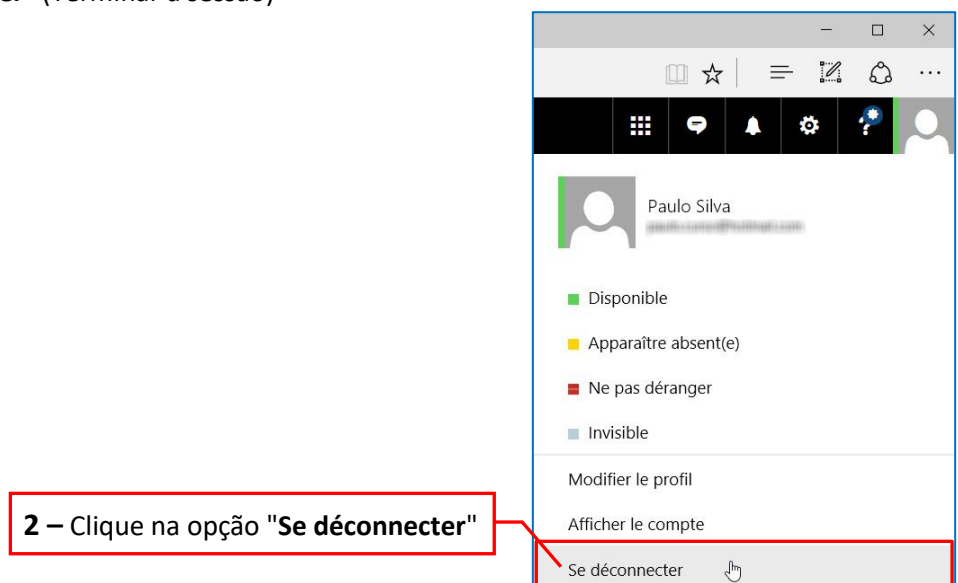 (Terminar a sessão)
Paulo Silva
Disponible
Apparaître absent(e)
Ne pas déranger
Invisible
Modifier le profil
Afficher le compte
2 – Clique na opção "Se déconnecter"
Se déconnecter